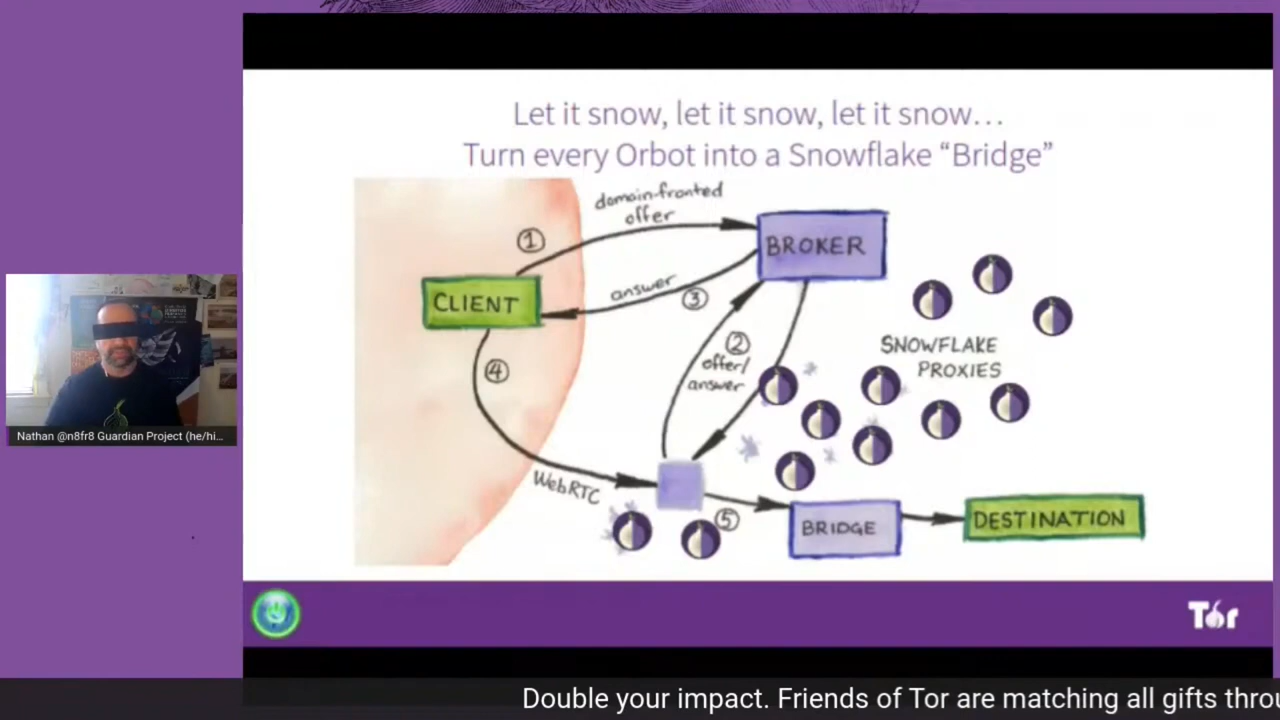 Let it snow, let it snow, let it snow…
Turn every Orbot into a Snowflake “Bridge”
domain-fronted
offer
①
BROKER
CLIENT
answer
③
②
offer/
answer
SNOWFLAKE
PROXIES
④
WebRTC
⑤
BRIDGE
DESTINATION
Nathan @n8fr8 Guardian Project (he/hi...
Tor
Double your impact. Friends of Tor are matching all gifts throu